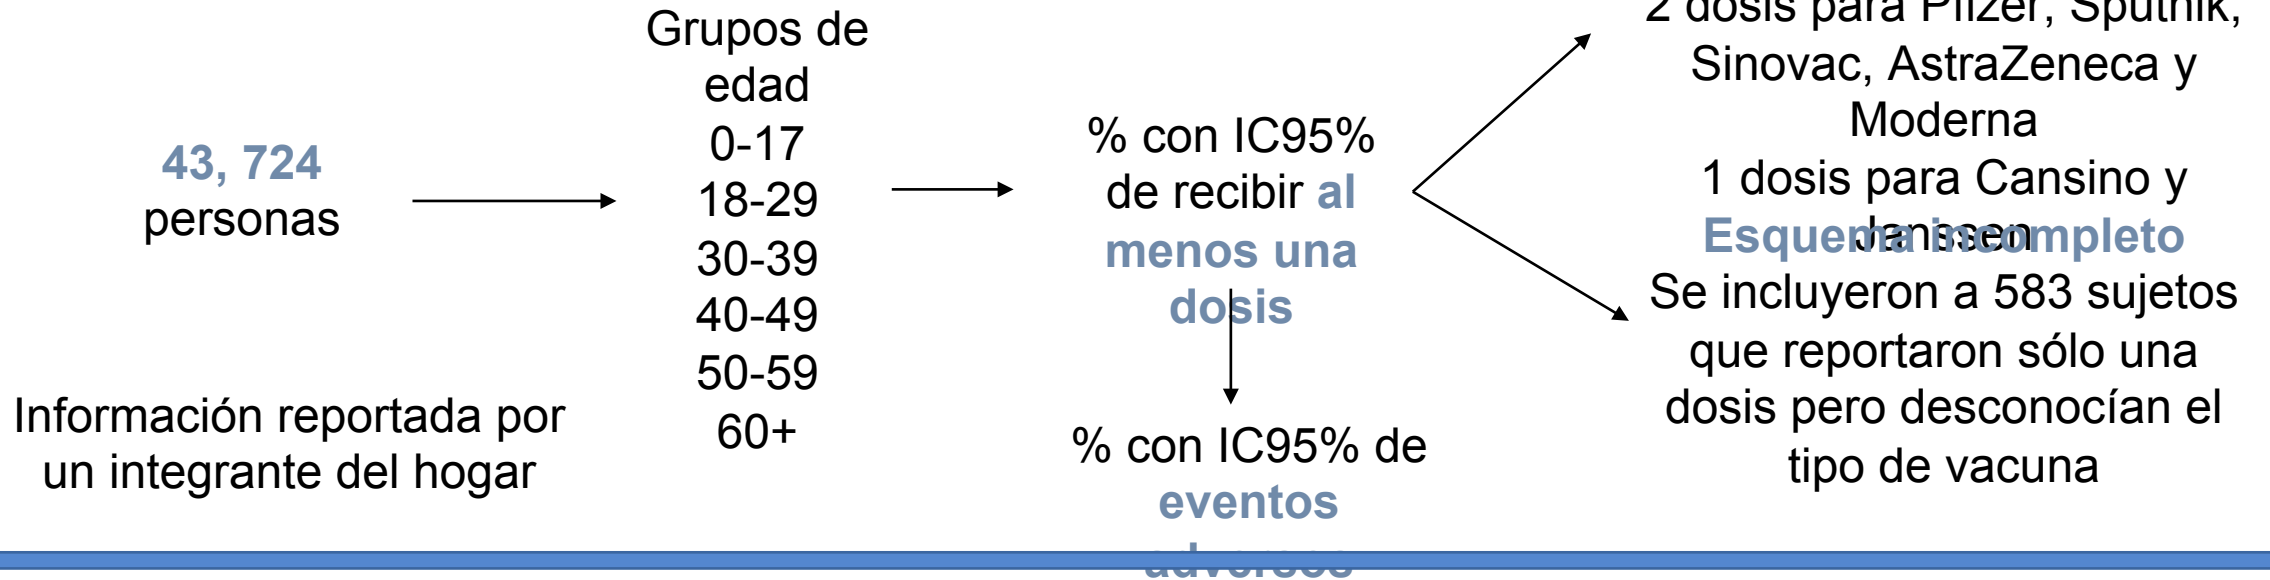 43, 724
personas
Información reportada por
un integrante del hogar
Grupos de
edad
0-17
18-29
30-39
40-49
50-59
60+
% con IC95%
de recibir al
menos una
dosis
% con IC95% de
eventos
adversos
2 dosis para Pfizer, Sputnik,
Sinovac, AstraZeneca y
Moderna
1 dosis para Cansino y
Janssen
Esquema incompleto
Se incluyeron a 583 sujetos
que reportaron sólo una
dosis pero desconocían el
tipo de vacuna